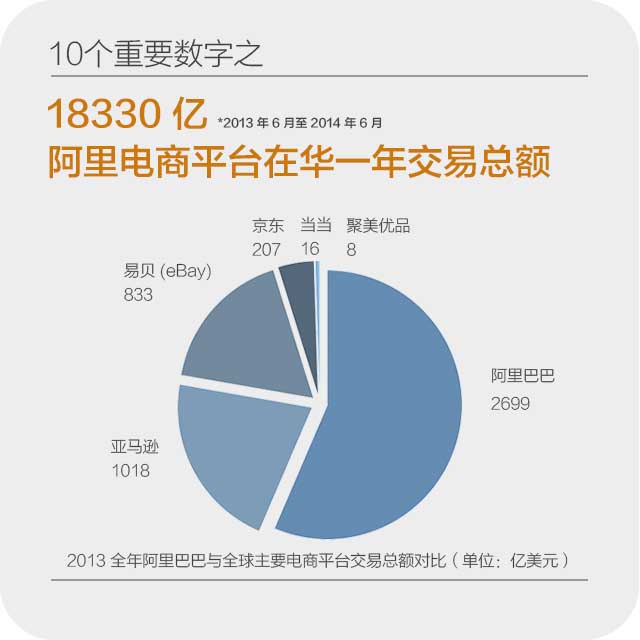 10个重要数字之
18330 亿 *2013 年 6 月至 2014 年 6 月
阿里电商平台在华一年交易总额
京东 当当 聚美优品
207 16 8
易贝 (eBay)
833
阿里巴巴
2699
亚马逊
1018
2013 全年阿里巴巴与全球主要电商平台交易总额对比（单位：亿美元）